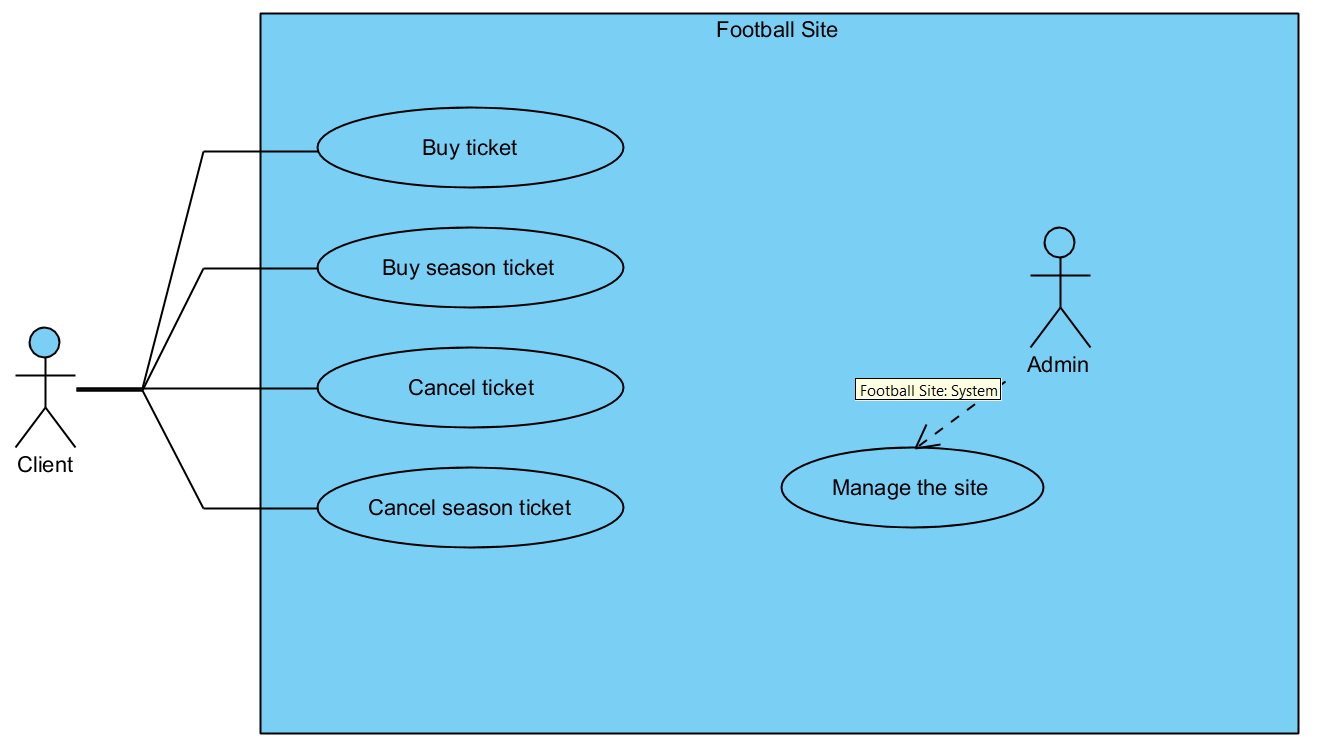 Football Site
Buy ticket
Buy season ticket
Cancel ticket
Cancel season ticket
Client
Admin
Football Site: System
Manage the site